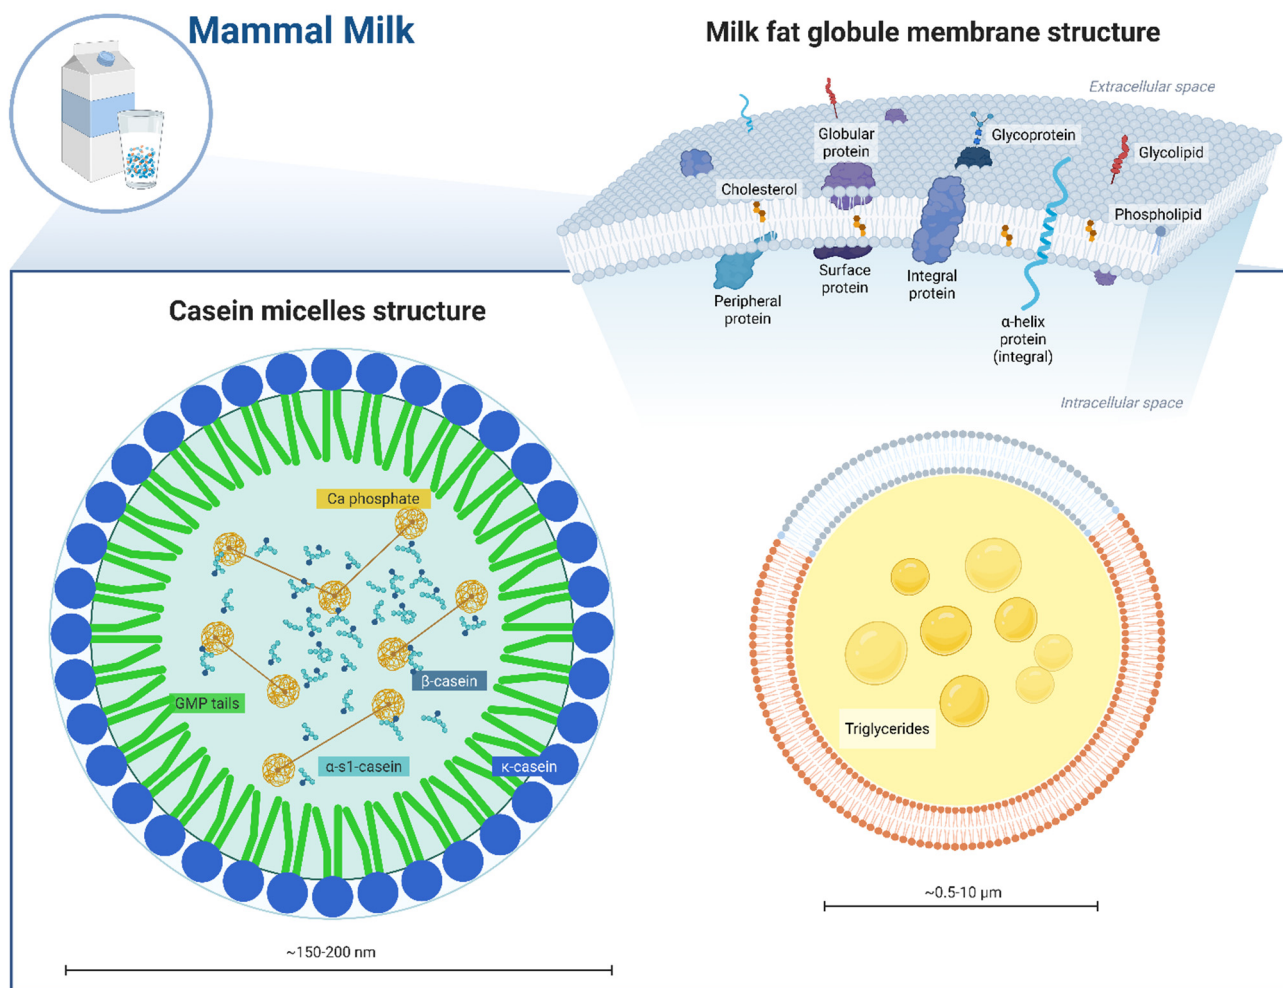 Mammal Milk
Milk fat globule membrane structure
Extracellular space
Globular
protein
Glycoprotein
Glycolipid
Cholesterol
Phospholipid
Peripheral
protein
Surface
protein
Integral
protein
α-helix
protein
(integral)
Intracellular space
Casein micelles structure
Ca phosphate
β-casein
GMP tails
α-s1-casein
κ-casein
~150-200 nm
Triglycerides
~0.5-10 μm